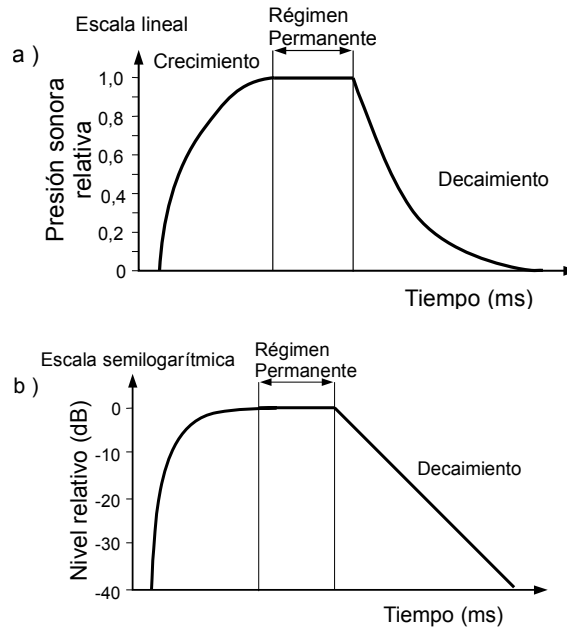 Escala lineal
Régimen
Permanente
a )
Crecimiento
1,0
0,8
0,6
0,4
0,2
0
Presión sonora
relativa
Decaimiento
Tiempo (ms)
Escala semilogarítmica
Régimen
Permanente
b )
0
-10
-20
-30
-40
Nivel relativo (dB)
Decaimiento
Tiempo (ms)